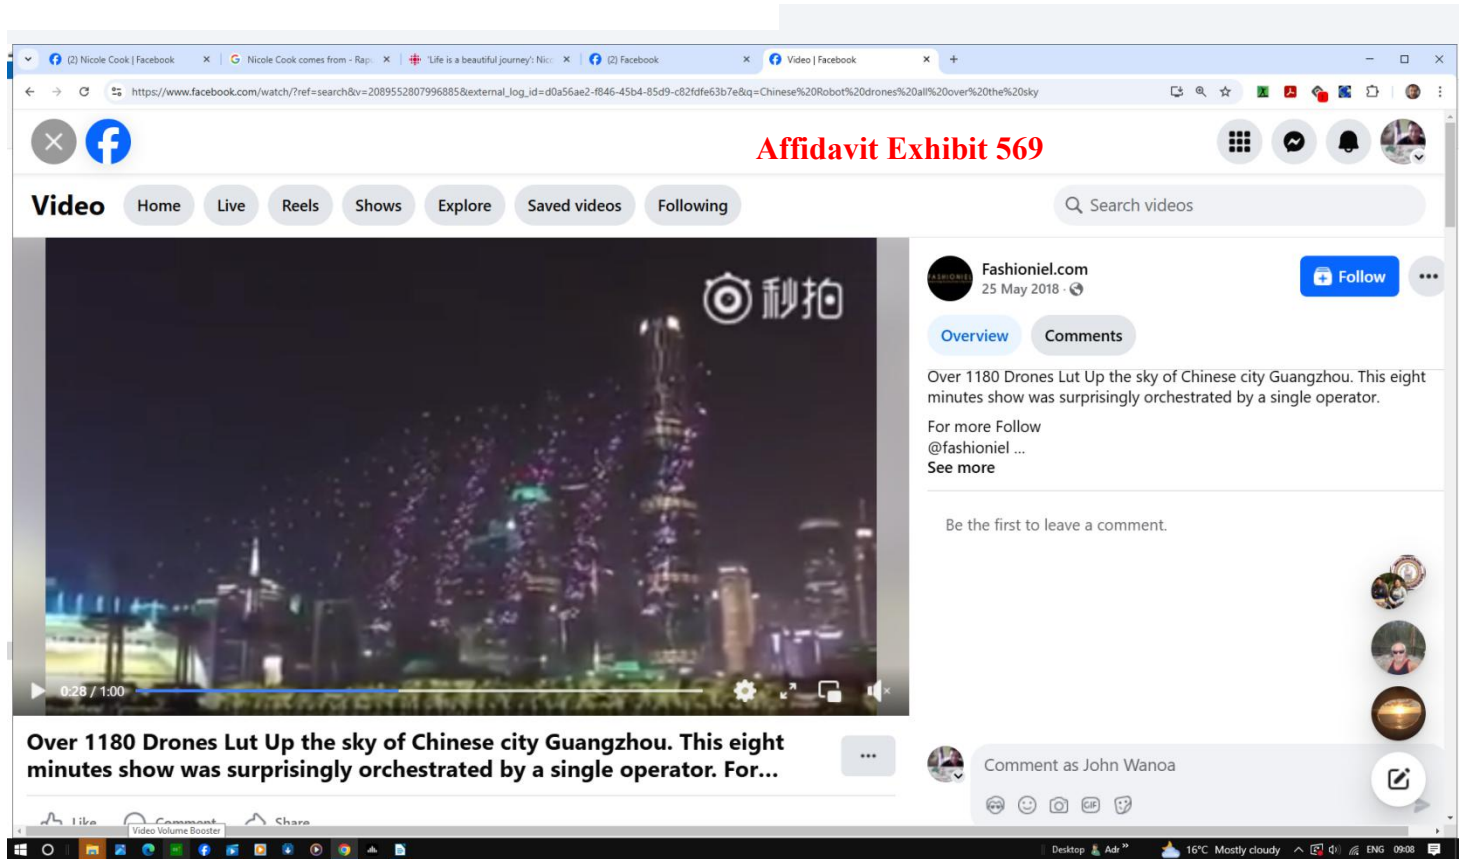 (2) Nicole Cook | Facebook
Nicole Cook comes from - Rap
'Life is a beautiful journey': Nic
(2) Facebook
Video | Facebook
https://www.facebook.com/watch/?ref=search&v=2089552807996885&external_log_id=d0a56ae2-f846-45b4-85d9-c82fdfe63b7e&q=Chinese%20Robot%20drones%20all%20over%20the%20sky
Affidavit Exhibit 569
Video
Home
Live
Reels
Shows
Explore
Saved videos
Following
Search videos
秒拍
0:28 / 1:00
Fashioniel.com
25 May 2018
Follow
Overview
Comments
Over 1180 Drones Lut Up the sky of Chinese city Guangzhou. This eight
minutes show was surprisingly orchestrated by a single operator.
For more Follow
@fashioniel ...
See more
Be the first to leave a comment.
Over 1180 Drones Lut Up the sky of Chinese city Guangzhou. This eight
minutes show was surprisingly orchestrated by a single operator. For...
Like
Comment
Share
Video Volume Booster
Comment as John Wanoa
GIF
Desktop
Adr
16°C Mostly cloudy
ENG
09:08